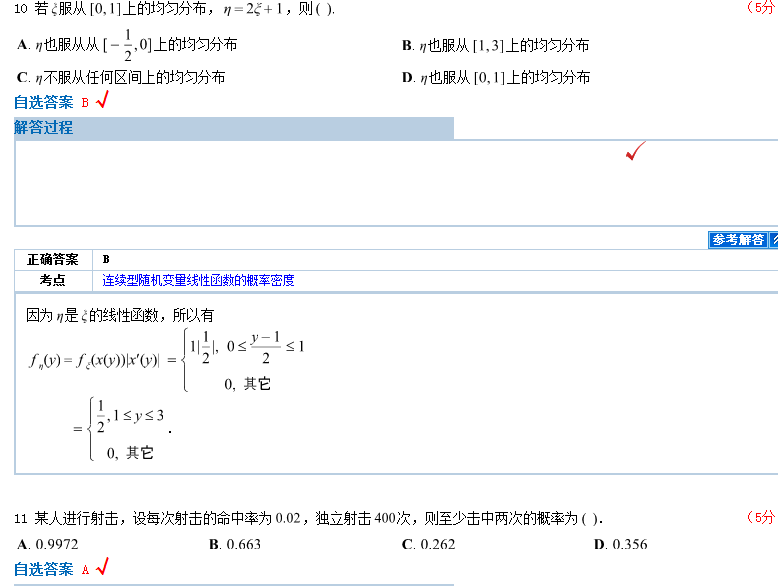 10 若 ξ服从 [0,1]上的均匀分布，η=2ξ+1，则( ).
（5分
A. η也服从从[-1/2,0]上的均匀分布
B. η也服从[1,3]上的均匀分布
C. η不服从任何区间上的均匀分布
D. η也服从[0,1]上的均匀分布
自选答案 B √
解答过程
√
参考解答
正确答案 B
考点 连续型随机变量线性函数的概率密度
因为 η是 ξ的线性函数，所以有
f_η(y)=f_ξ(x(y))|x′(y)| = { 1|1/2|, 0≤(y-1)/2≤1
0, 其它
= { 1/2, 1≤y≤3
0, 其它 .
11 某人进行射击，设每次射击的命中率为0.02，独立射击400次，则至少击中两次的概率为( ).
（5分
A. 0.9972 B. 0.663 C. 0.262 D. 0.356
自选答案 A √